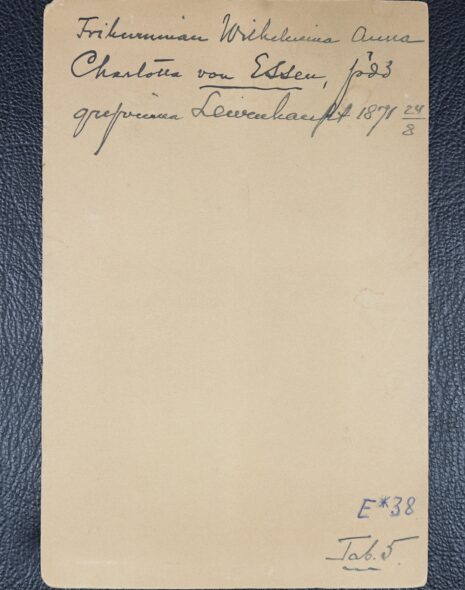 Friherrinnan Wilhelmina Anna
Charlotta von Essen, född
grefvinna Lewenhaupt 1871 24/8
E*38
Tab. 5.